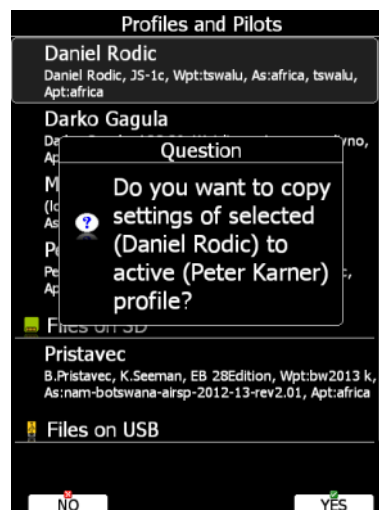 Profiles and Pilots
Daniel Rodic
Daniel Rodic, JS-1c, Wpt:tswalu, As:africa, tswalu,
Apt:africa
Darko Gagula
Question
Do you want to copy
settings of selected
(Daniel Rodic) to
active (Peter Karner)
profile?
Files on SD
Pristavec
B.Pristavec, K.Seeman, EB 28Edition, Wpt:bw2013 k,
As:nam-botswana-airsp-2012-13-rev2.01, Apt:africa
Files on USB
NO
YES